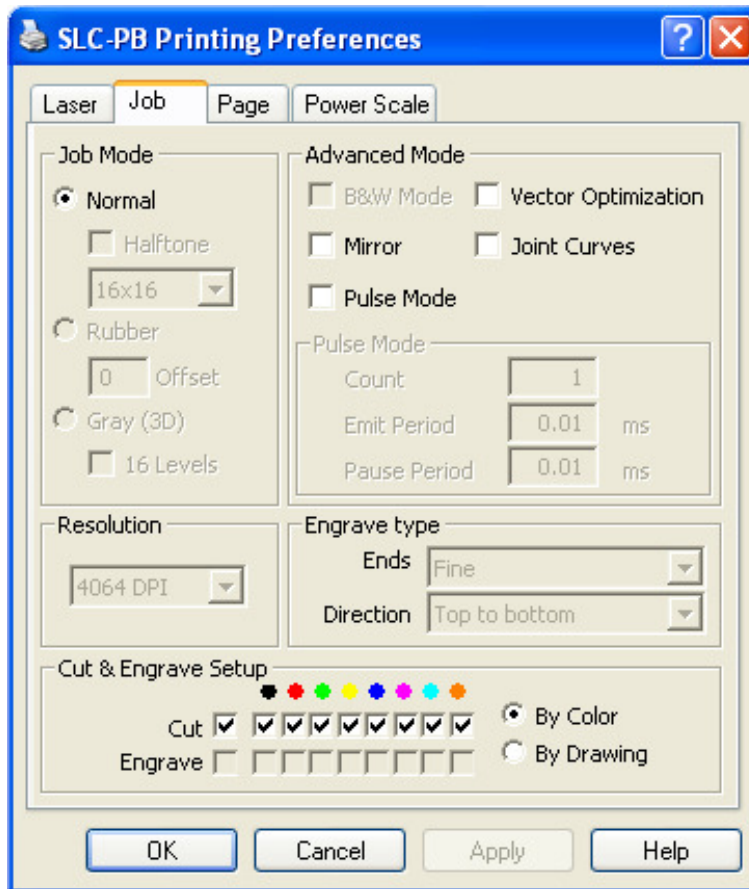 SLC-PB Printing Preferences
Laser Job Page Power Scale
Job Mode
Normal
Halftone
16x16
Rubber
0 Offset
Gray (3D)
16 Levels
Advanced Mode
B&W Mode Vector Optimization
Mirror Joint Curves
Pulse Mode
Pulse Mode
Count 1
Emit Period 0.01 ms
Pause Period 0.01 ms
Resolution
4064 DPI
Engrave type
Ends Fine
Direction Top to bottom
Cut & Engrave Setup
Cut
Engrave
By Color
By Drawing
OK Cancel Apply Help